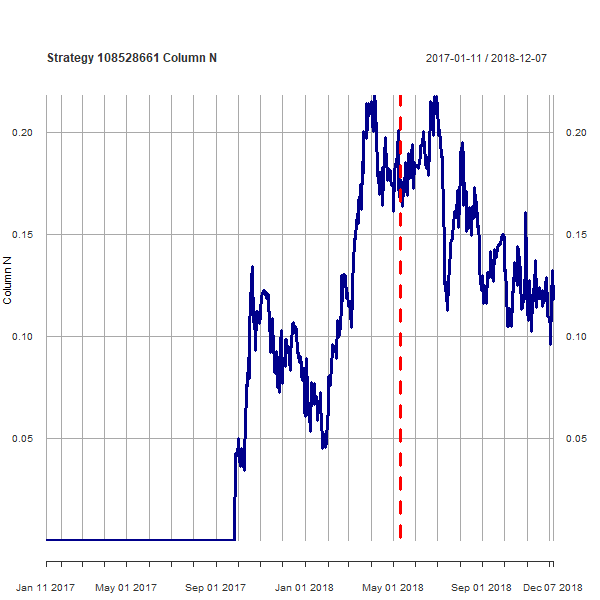 Strategy 108528661 Column N
2017-01-11 / 2018-12-07
0.20 0.20
0.15 0.15
Column N
0.10 0.10
0.05 0.05
Jan 11 2017 May 01 2017 Sep 01 2017 Jan 01 2018 May 01 2018 Sep 01 2018 Dec 07 2018